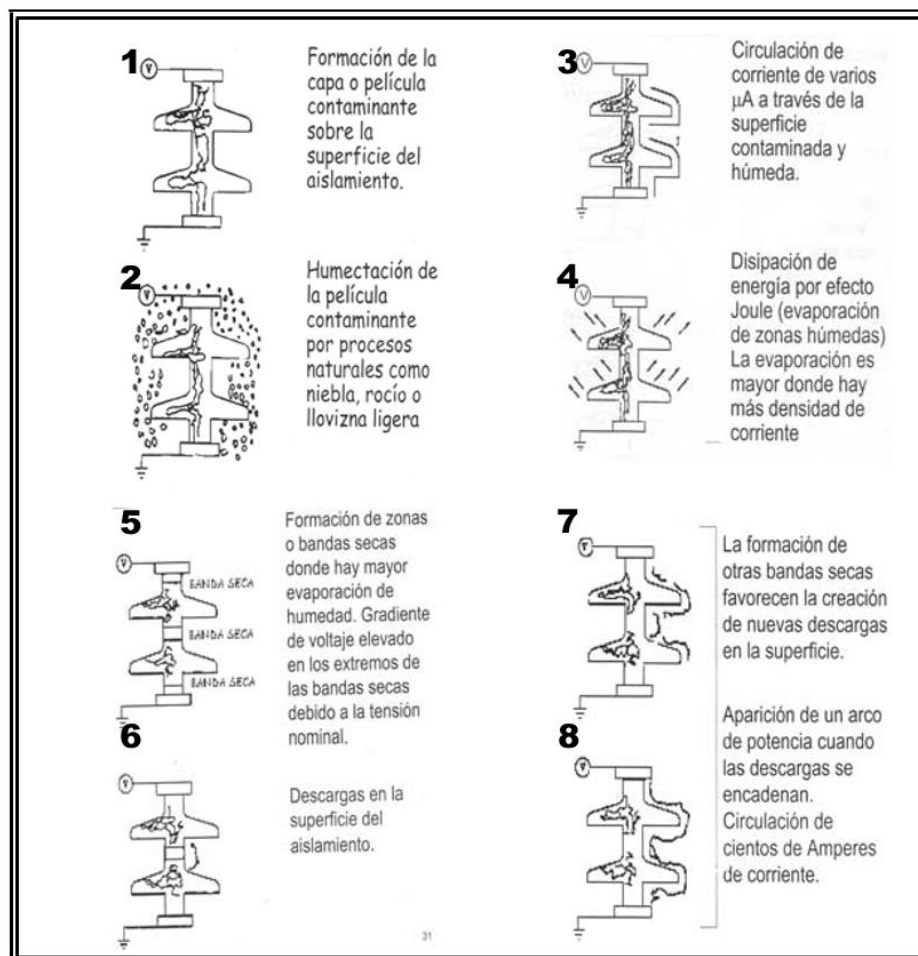 1
V
Formación de la
capa o película
contaminante
sobre la
superficie del
aislamiento.
2
V
Humectación de
la película
contaminante
por procesos
naturales como
niebla, rocío o
llovizna ligera
3
V
Circulación de
corriente de varios
µA a través de la
superficie
contaminada y
húmeda.
4
V
Disipación de
energía por efecto
Joule (evaporación
de zonas húmedas)
La evaporación es
mayor donde hay
más densidad de
corriente
5
V
BANDA SECA
BANDA SECA
BANDA SECA
Formación de zonas
o bandas secas
donde hay mayor
evaporación de
humedad. Gradiente
de voltaje elevado
en los extremos de
las bandas secas
debido a la tensión
nominal.
6
V
Descargas en la
superficie del
aislamiento.
7
V
La formación de
otras bandas secas
favorecen la creación
de nuevas descargas
en la superficie.
8
V
Aparición de un arco
de potencia cuando
las descargas se
encadenan.
Circulación de
cientos de Amperes
de corriente.
31